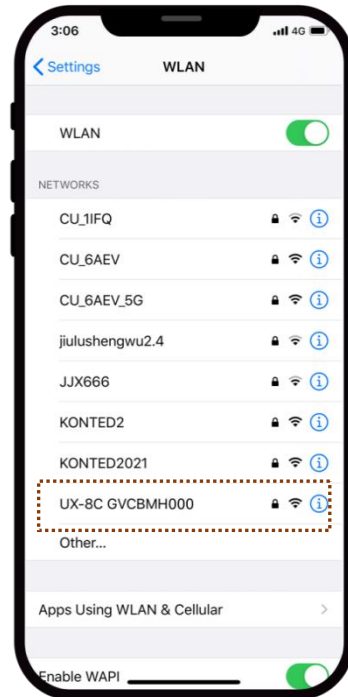 3:06 4G
Settings WLAN
WLAN
NETWORKS
CU_1IFQ
CU_6AEV
CU_6AEV_5G
jiulushengwu2.4
JJX666
KONTED2
KONTED2021
UX-8C GVCBMH000
Other...
Apps Using WLAN & Cellular
Enable WAPI